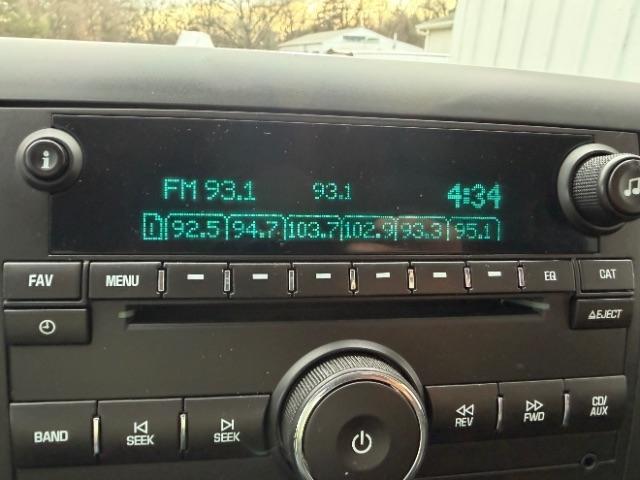 i
FM 93.1 93.1 4:34
1 92.5 94.7 103.7 102.9 93.3 95.1
FAV MENU EQ CAT
EJECT
BAND SEEK SEEK REV FWD CD/AUX